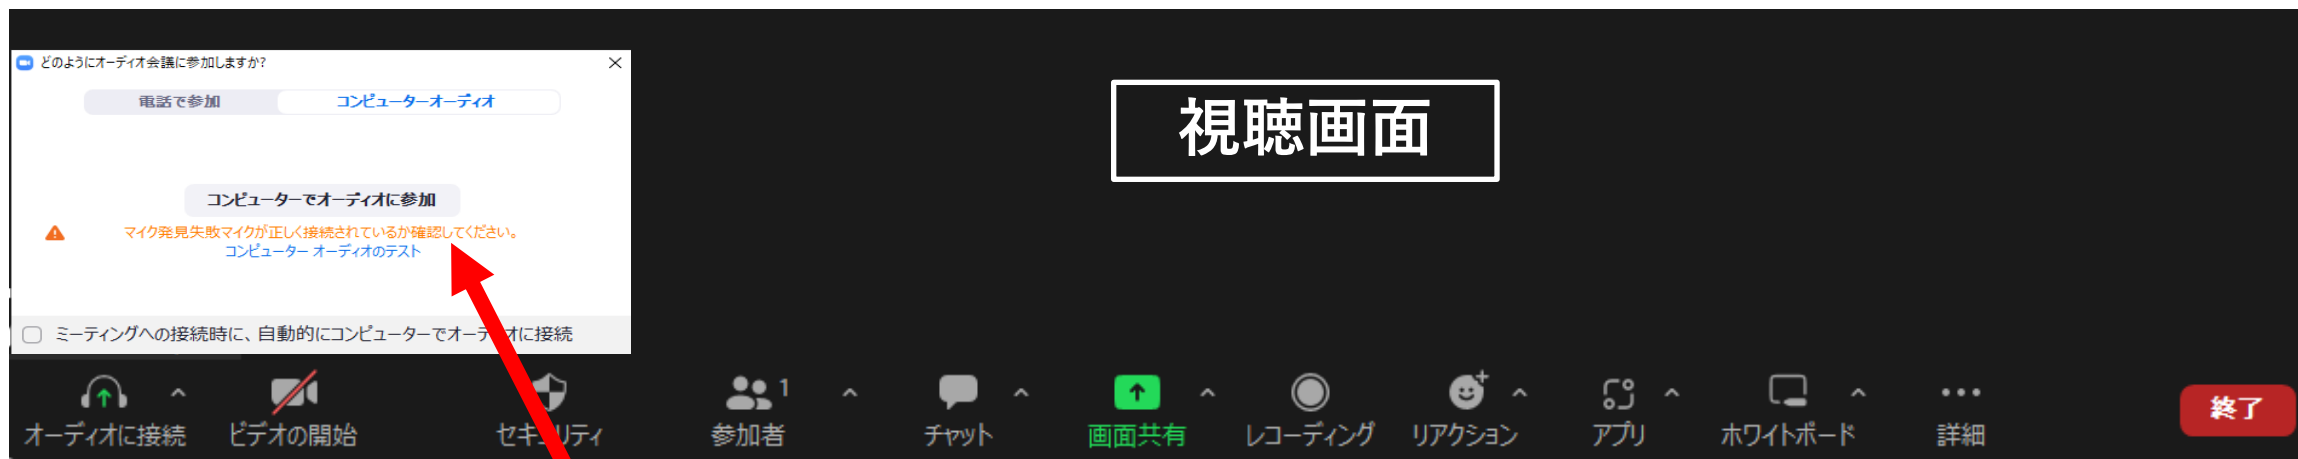 どのようにオーディオ会議に参加しますか?
電話で参加 コンピューターオーディオ
視聴画面
コンピューターでオーディオに参加
マイク発見失敗マイクが正しく接続されているか確認してください。
コンピューター オーディオのテスト
ミーティングへの接続時に、自動的にコンピューターでオーディオに接続
1
オーディオに接続 ビデオの開始 セキュリティ 参加者 チャット 画面共有 レコーディング リアクション アプリ ホワイトボード 詳細 終了